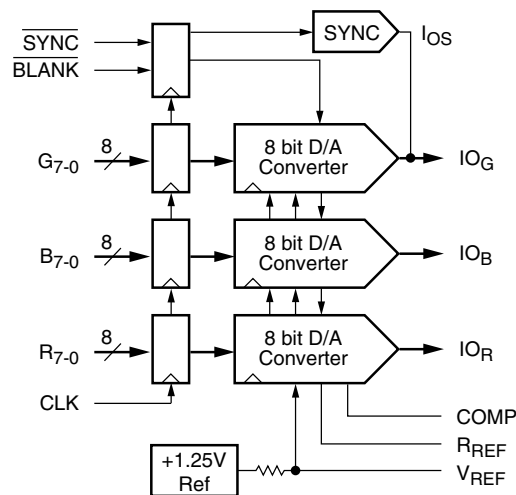 SYNC
BLANK
SYNC
I_OS
G_7-0
8
8 bit D/A
Converter
IO_G
B_7-0
8
8 bit D/A
Converter
IO_B
R_7-0
8
8 bit D/A
Converter
IO_R
CLK
COMP
R_REF
V_REF
+1.25V
Ref